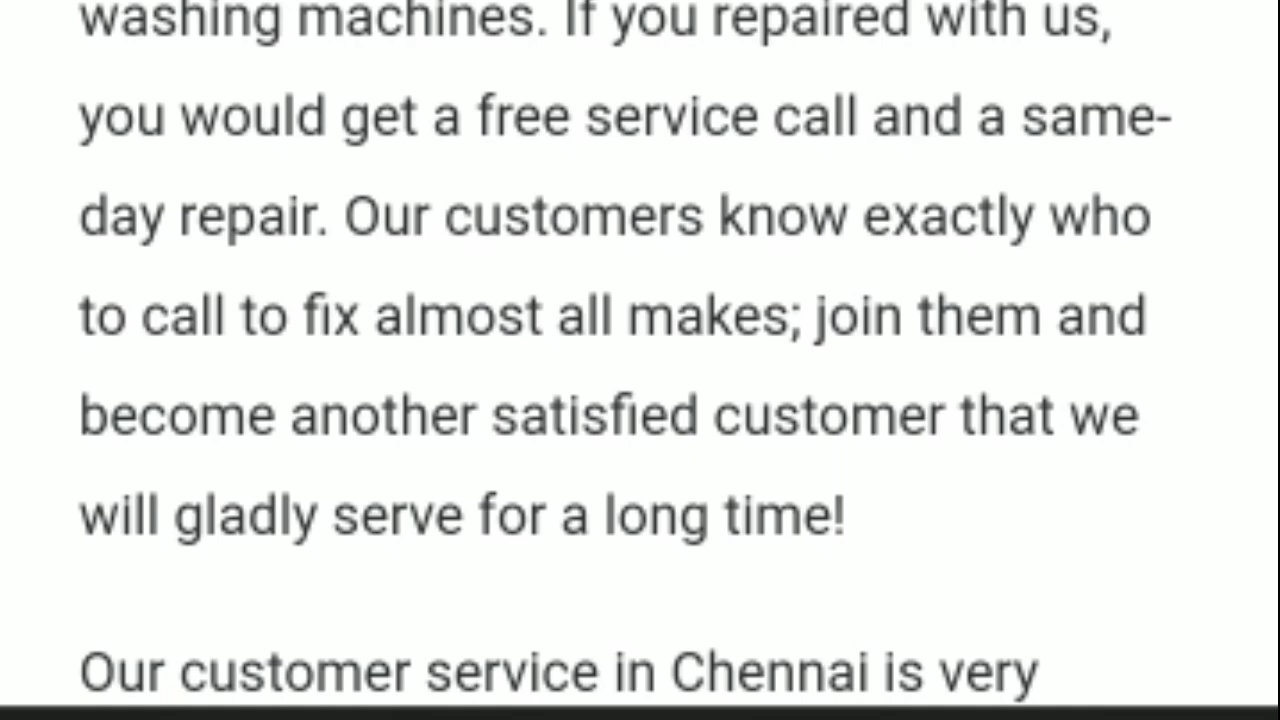 washing machines. If you repaired with us,
you would get a free service call and a same-
day repair. Our customers know exactly who
to call to fix almost all makes; join them and
become another satisfied customer that we
will gladly serve for a long time!
Our customer service in Chennai is very